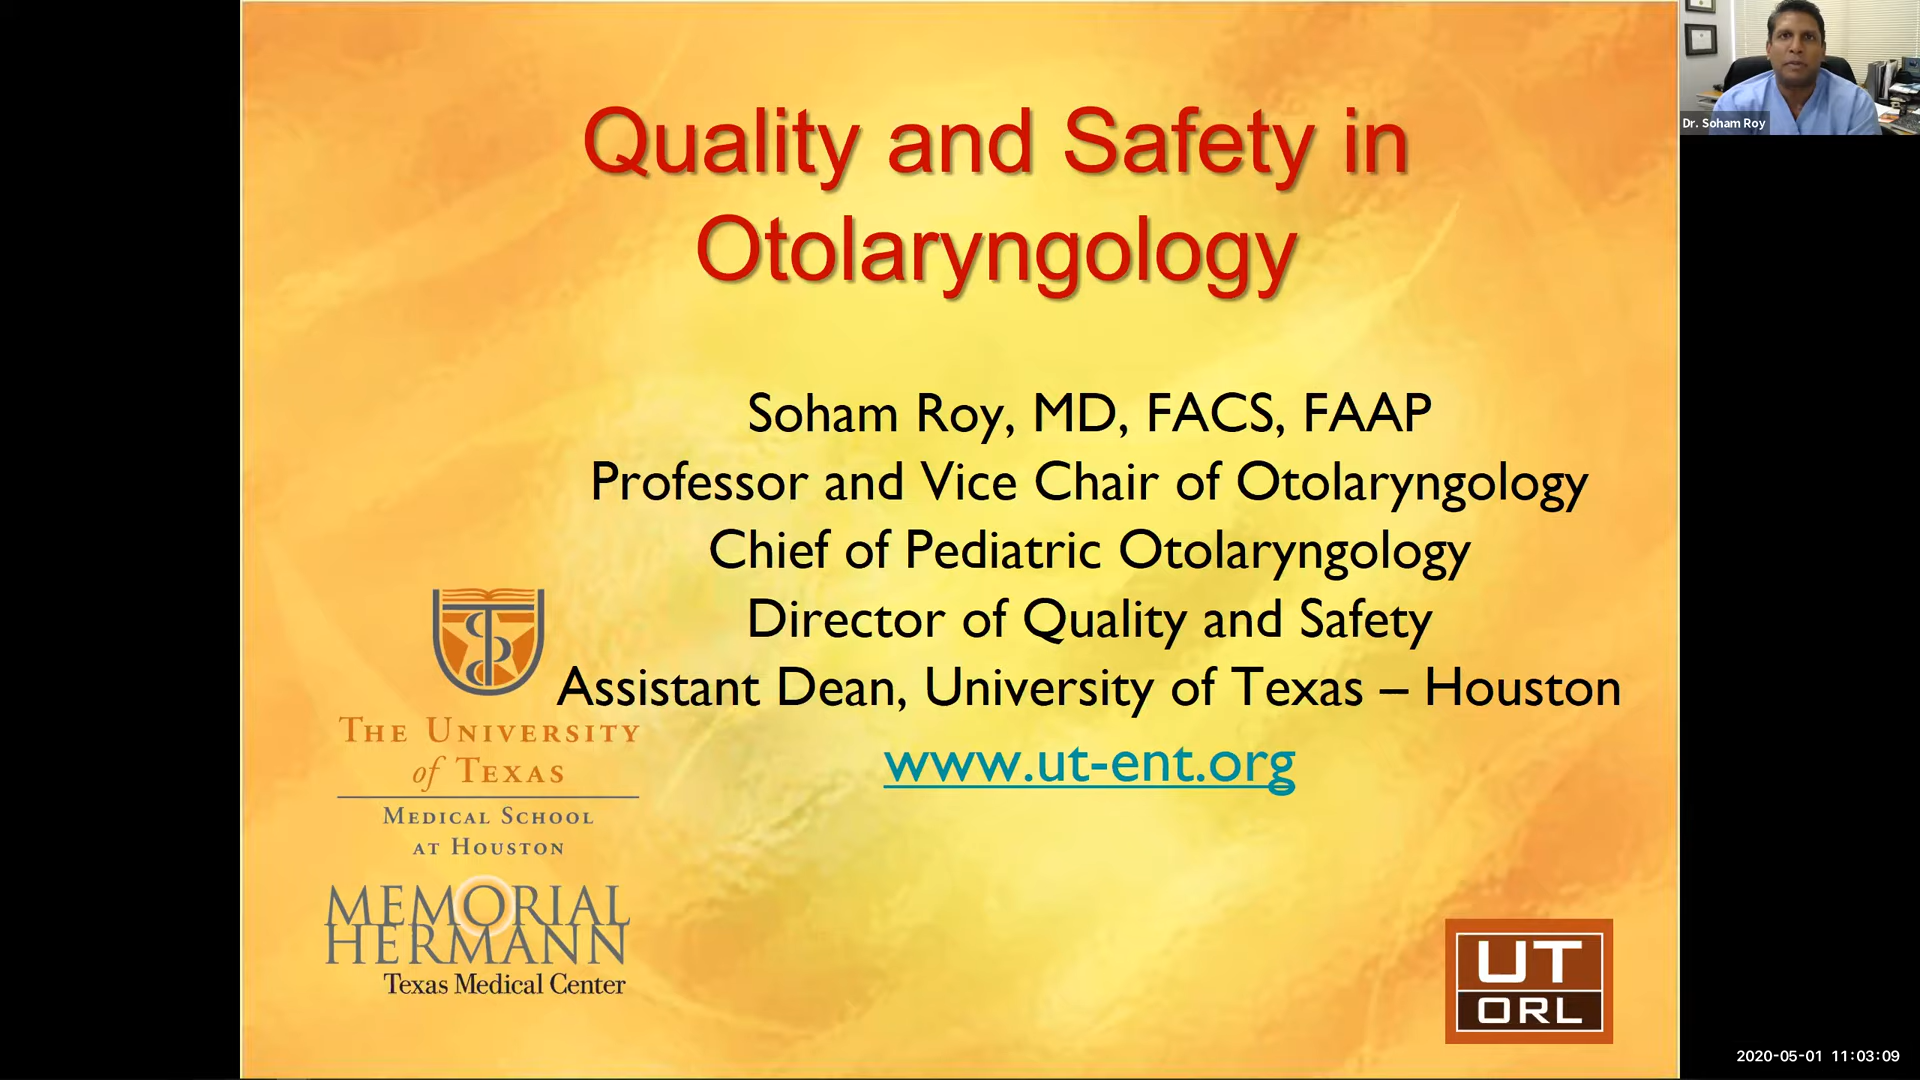 Quality and Safety in
Otolaryngology
Soham Roy, MD, FACS, FAAP
Professor and Vice Chair of Otolaryngology
Chief of Pediatric Otolaryngology
Director of Quality and Safety
Assistant Dean, University of Texas – Houston
www.ut-ent.org
THE UNIVERSITY
of TEXAS
MEDICAL SCHOOL
AT HOUSTON
MEMORIAL
HERMANN
Texas Medical Center
UT
ORL
Dr. Soham Roy
2020-05-01 11:03:09